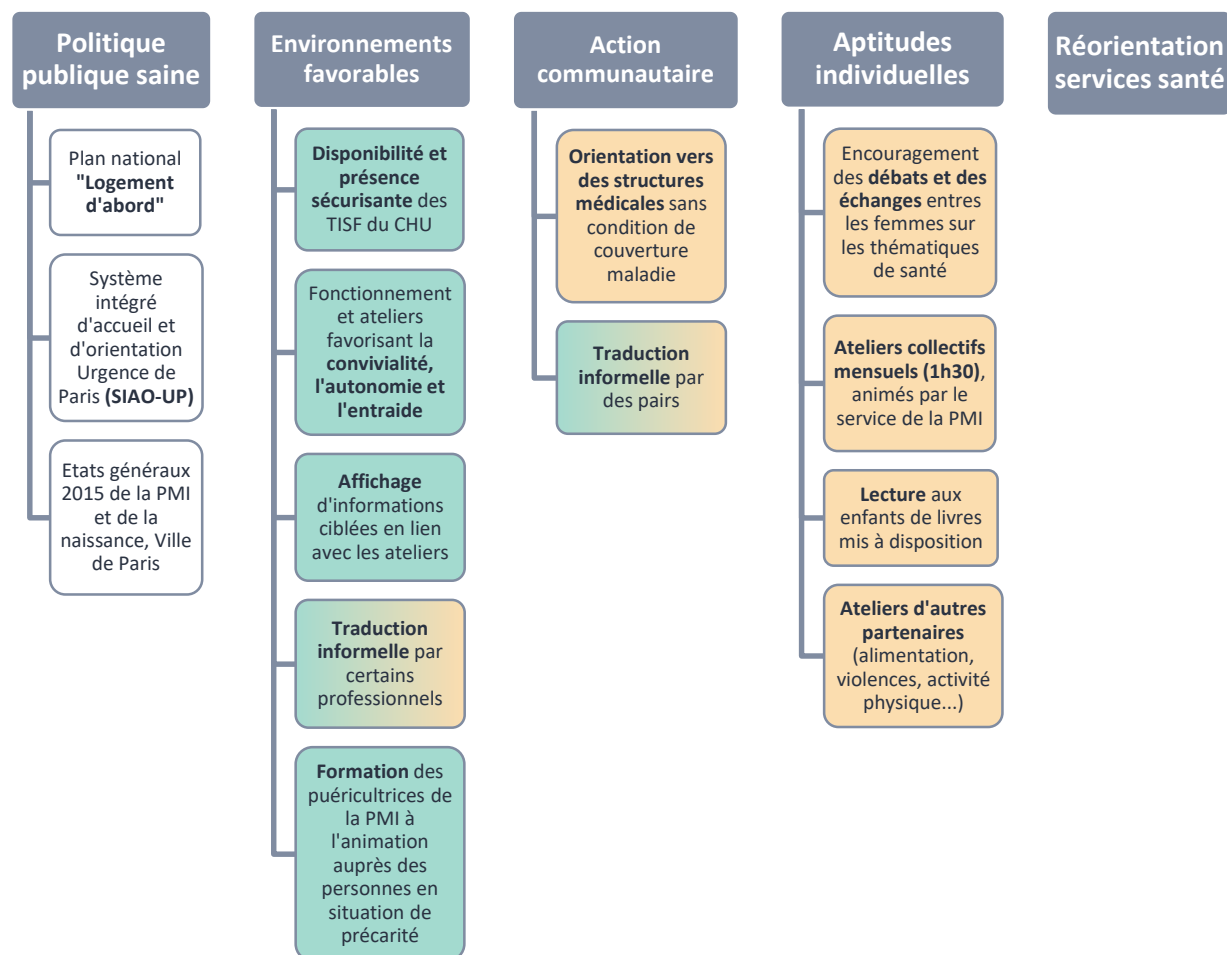 Politique
publique saine
Plan national
"Logement
d'abord"
Système
intégré
d'accueil et
d'orientation
Urgence de
Paris (SIAO-UP)
Etats généraux
2015 de la PMI
et de la
naissance, Ville
de Paris
Environnements
favorables
Disponibilité et
présence
sécurisante des
TISF du CHU
Fonctionnement
et ateliers
favorisant la
convivialité,
l'autonomie et
l'entraide
Affichage
d'informations
ciblées en lien
avec les ateliers
Traduction
informelle par
certains
professionnels
Formation des
puéricultrices de
la PMI à
l'animation
auprès des
personnes en
situation de
précarité
Action
communautaire
Orientation vers
des structures
médicales sans
condition de
couverture
maladie
Traduction
informelle par
des pairs
Aptitudes
individuelles
Encouragement
des débats et des
échanges entres
les femmes sur
les thématiques
de santé
Ateliers collectifs
mensuels (1h30),
animés par le
service de la PMI
Lecture aux
enfants de livres
mis à disposition
Ateliers d'autres
partenaires
(alimentation,
violences, activité
physique...)
Réorientation
services santé